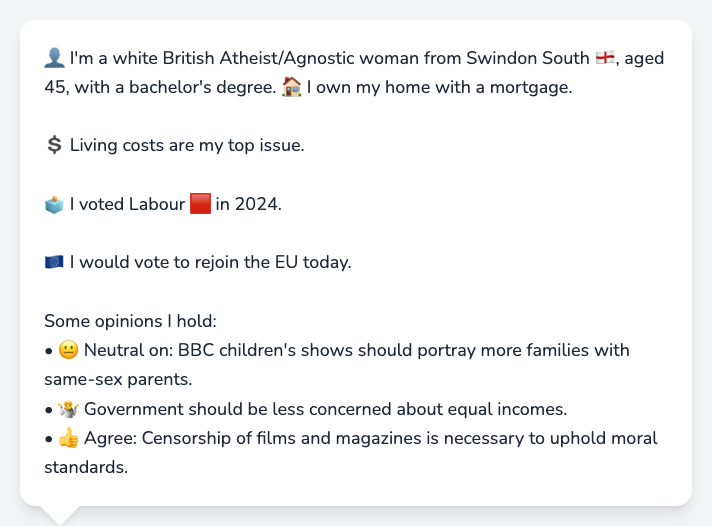 👤 I'm a white British Atheist/Agnostic woman from Swindon South 🏴󠁧󠁢󠁥󠁮󠁧󠁿, aged
45, with a bachelor's degree. 🏠 I own my home with a mortgage.
💲 Living costs are my top issue.
🗳️ I voted Labour 🟥 in 2024.
🇪🇺 I would vote to rejoin the EU today.
Some opinions I hold:
• 😐 Neutral on: BBC children's shows should portray more families with
same-sex parents.
• 🤷 Government should be less concerned about equal incomes.
• 👍 Agree: Censorship of films and magazines is necessary to uphold moral
standards.